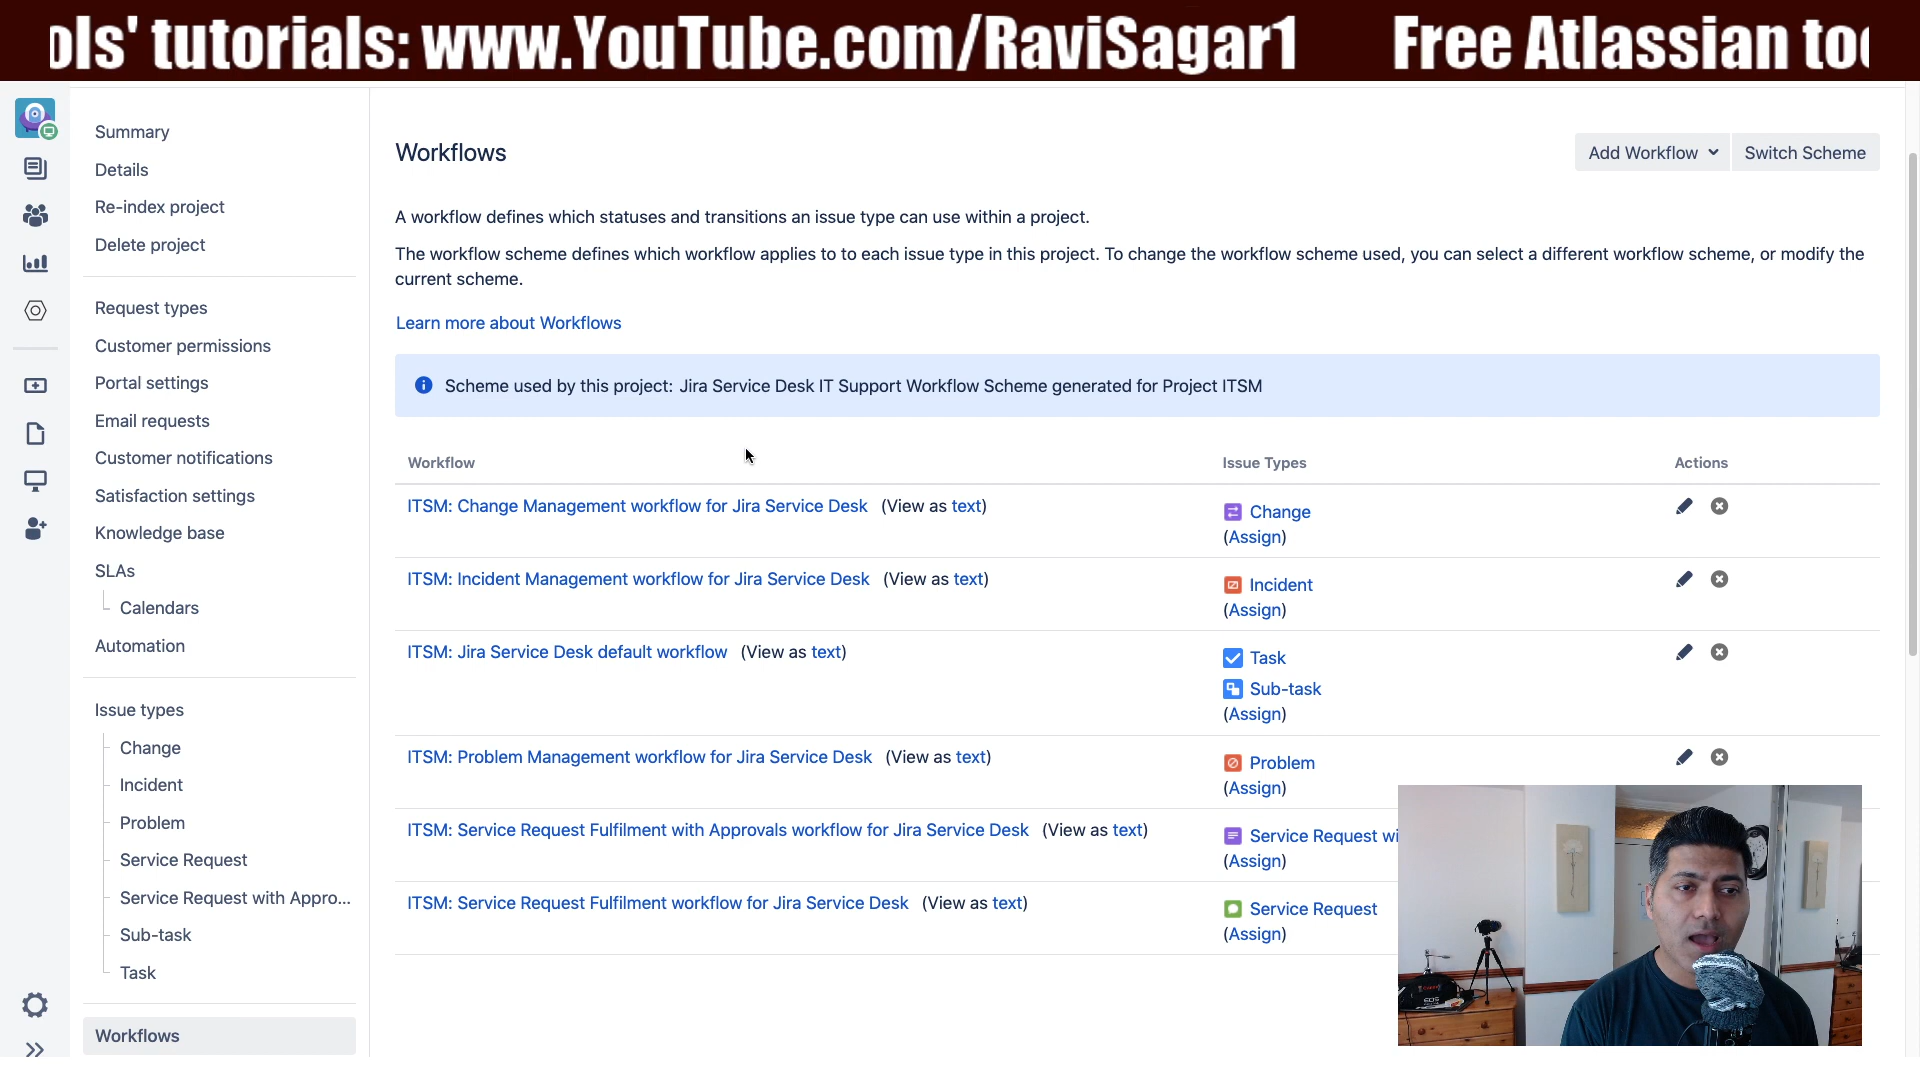 ols' tutorials: www.YouTube.com/RaviSagar1 Free Atlassian too
Summary
Details
Re-index project
Delete project
Request types
Customer permissions
Portal settings
Email requests
Customer notifications
Satisfaction settings
Knowledge base
SLAs
Calendars
Automation
Issue types
Change
Incident
Problem
Service Request
Service Request with Appro...
Sub-task
Task
Workflows
Workflows
Add Workflow
Switch Scheme
A workflow defines which statuses and transitions an issue type can use within a project.
The workflow scheme defines which workflow applies to to each issue type in this project. To change the workflow scheme used, you can select a different workflow scheme, or modify the
current scheme.
Learn more about Workflows
Scheme used by this project: Jira Service Desk IT Support Workflow Scheme generated for Project ITSM
Workflow Issue Types Actions
ITSM: Change Management workflow for Jira Service Desk (View as text)
Change
(Assign)
ITSM: Incident Management workflow for Jira Service Desk (View as text)
Incident
(Assign)
ITSM: Jira Service Desk default workflow (View as text)
Task
Sub-task
(Assign)
ITSM: Problem Management workflow for Jira Service Desk (View as text)
Problem
(Assign)
ITSM: Service Request Fulfilment with Approvals workflow for Jira Service Desk (View as text)
Service Request wi
(Assign)
ITSM: Service Request Fulfilment workflow for Jira Service Desk (View as text)
Service Request
(Assign)